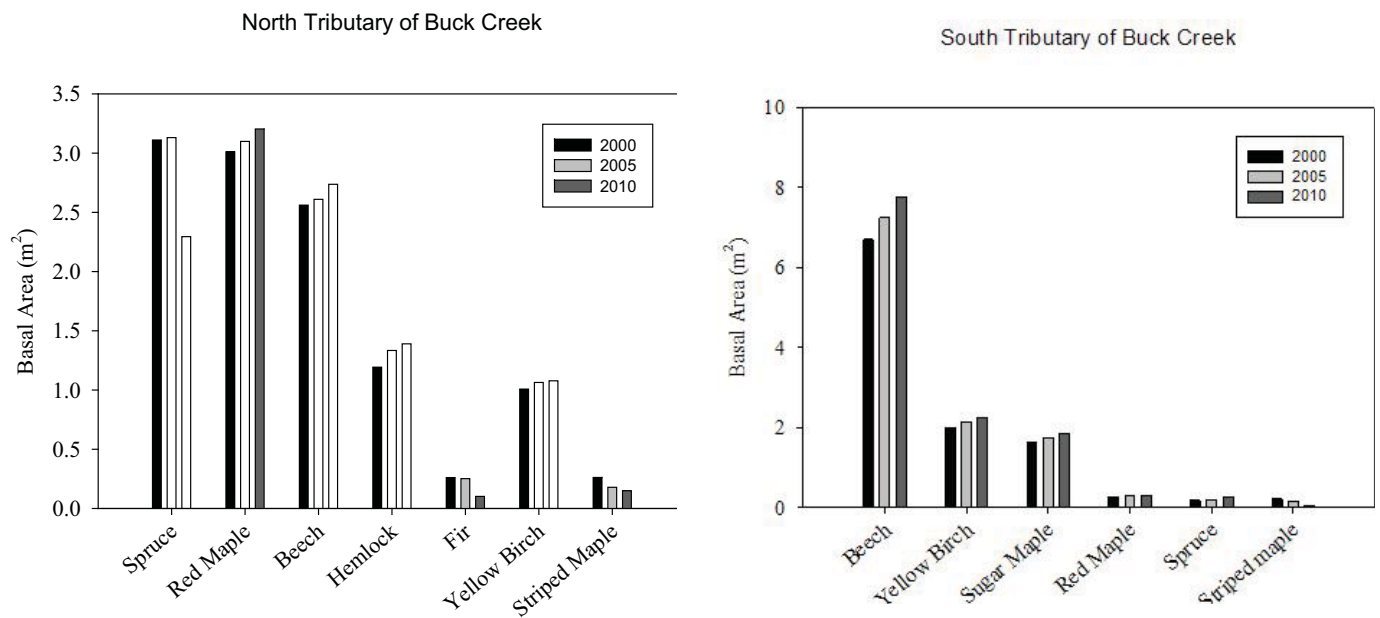 North Tributary of Buck Creek
3.5
3.0
2.5
2.0
1.5
1.0
0.5
0.0
Basal Area (m²)
2000
2005
2010
Spruce
Red Maple
Beech
Hemlock
Fir
Yellow Birch
Striped Maple
South Tributary of Buck Creek
10
8
6
4
2
0
Basal Area (m²)
2000
2005
2010
Beech
Yellow Birch
Sugar Maple
Red Maple
Spruce
Striped maple